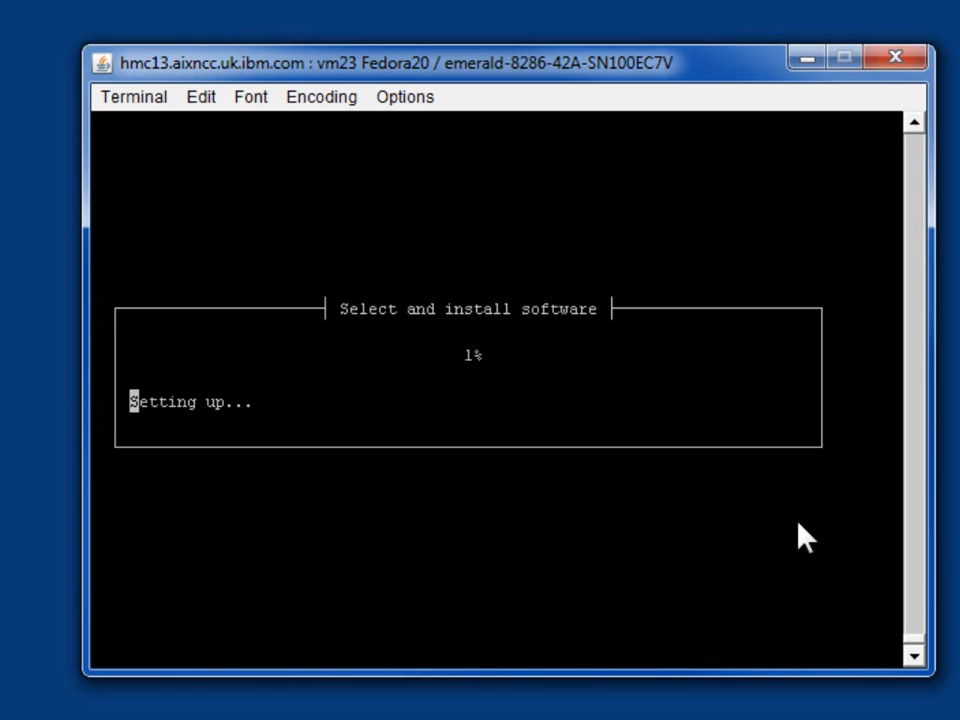 hmc13.aixncc.uk.ibm.com : vm23 Fedora20 / emerald-8286-42A-SN100EC7V
Terminal Edit Font Encoding Options
Select and install software
1%
Setting up...